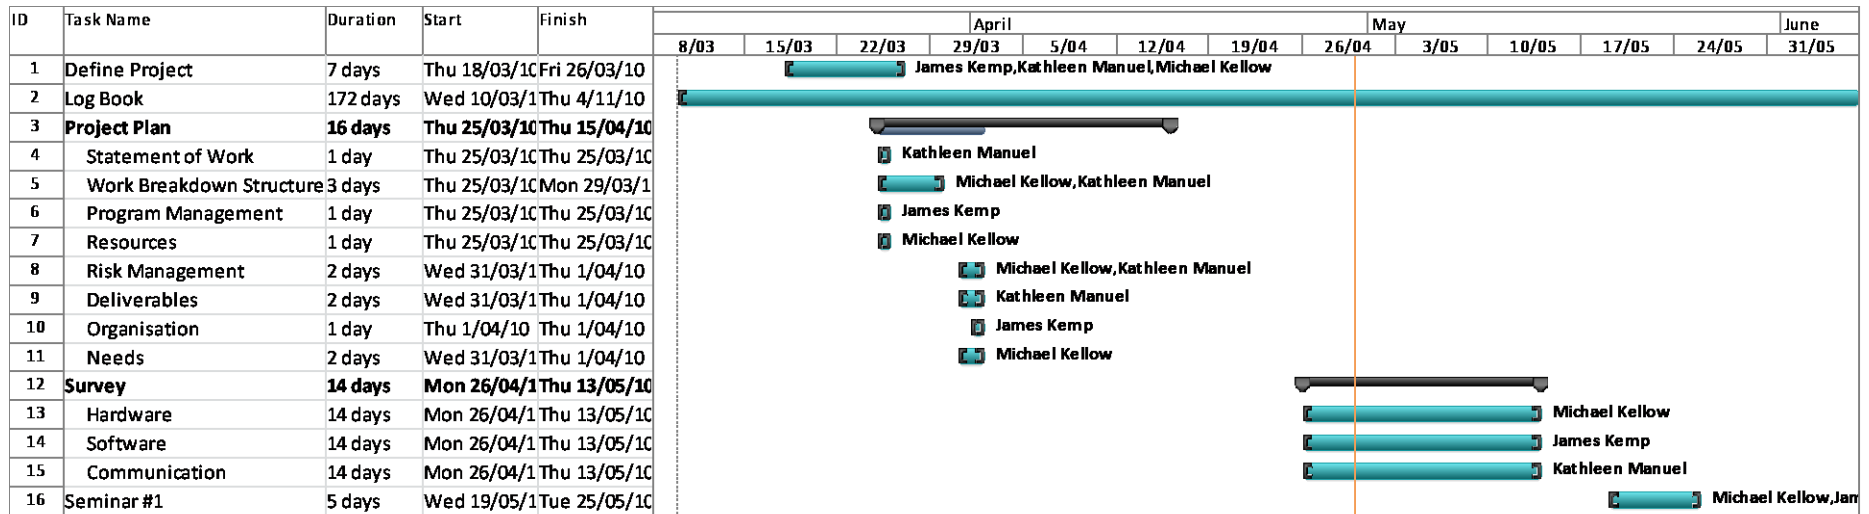 ID Task Name Duration Start Finish April May June
8/03 15/03 22/03 29/03 5/04 12/04 19/04 26/04 3/05 10/05 17/05 24/05 31/05
1 Define Project 7 days Thu 18/03/10 Fri 26/03/10 James Kemp,Kathleen Manuel,Michael Kellow
2 Log Book 172 days Wed 10/03/1 Thu 4/11/10
3 Project Plan 16 days Thu 25/03/10 Thu 15/04/10
4 Statement of Work 1 day Thu 25/03/10 Thu 25/03/10 Kathleen Manuel
5 Work Breakdown Structure 3 days Thu 25/03/10 Mon 29/03/1 Michael Kellow,Kathleen Manuel
6 Program Management 1 day Thu 25/03/10 Thu 25/03/10 James Kemp
7 Resources 1 day Thu 25/03/10 Thu 25/03/10 Michael Kellow
8 Risk Management 2 days Wed 31/03/1 Thu 1/04/10 Michael Kellow,Kathleen Manuel
9 Deliverables 2 days Wed 31/03/1 Thu 1/04/10 Kathleen Manuel
10 Organisation 1 day Thu 1/04/10 Thu 1/04/10 James Kemp
11 Needs 2 days Wed 31/03/1 Thu 1/04/10 Michael Kellow
12 Survey 14 days Mon 26/04/1 Thu 13/05/10
13 Hardware 14 days Mon 26/04/1 Thu 13/05/10 Michael Kellow
14 Software 14 days Mon 26/04/1 Thu 13/05/10 James Kemp
15 Communication 14 days Mon 26/04/1 Thu 13/05/10 Kathleen Manuel
16 Seminar #1 5 days Wed 19/05/1 Tue 25/05/10 Michael Kellow,Jam